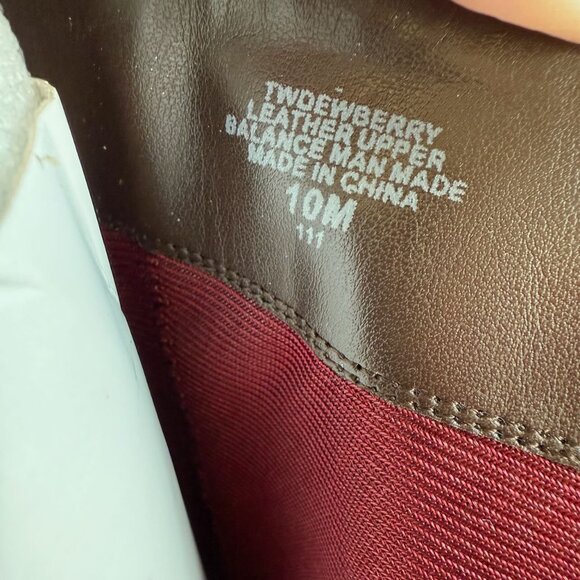 TWDEWBERRY
LEATHER UPPER
BALANCE MAN MADE
MADE IN CHINA
10M
111